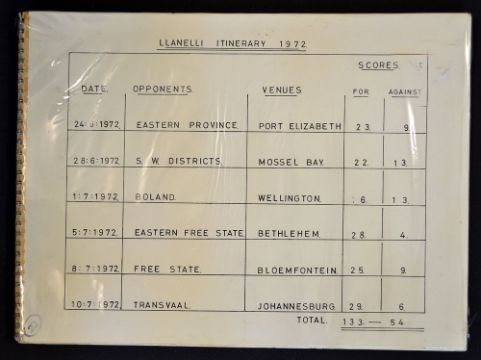 LLANELLI ITINERARY 1972
SCORES.
DATE. OPPONENTS. VENUES. FOR. AGAINST
24:6:1972. EASTERN PROVINCE. PORT ELIZABETH 23. 9.
28:6:1972. S. W. DISTRICTS. MOSSEL BAY. 22. 13.
1:7:1972. BOLAND. WELLINGTON. 6. 13.
5:7:1972. EASTERN FREE STATE. BETHLEHEM. 28. 4.
8:7:1972. FREE STATE. BLOEMFONTEIN. 25. 9.
10:7:1972. TRANSVAAL. JOHANNESBURG 29. 6.
TOTAL. 133. — 54.